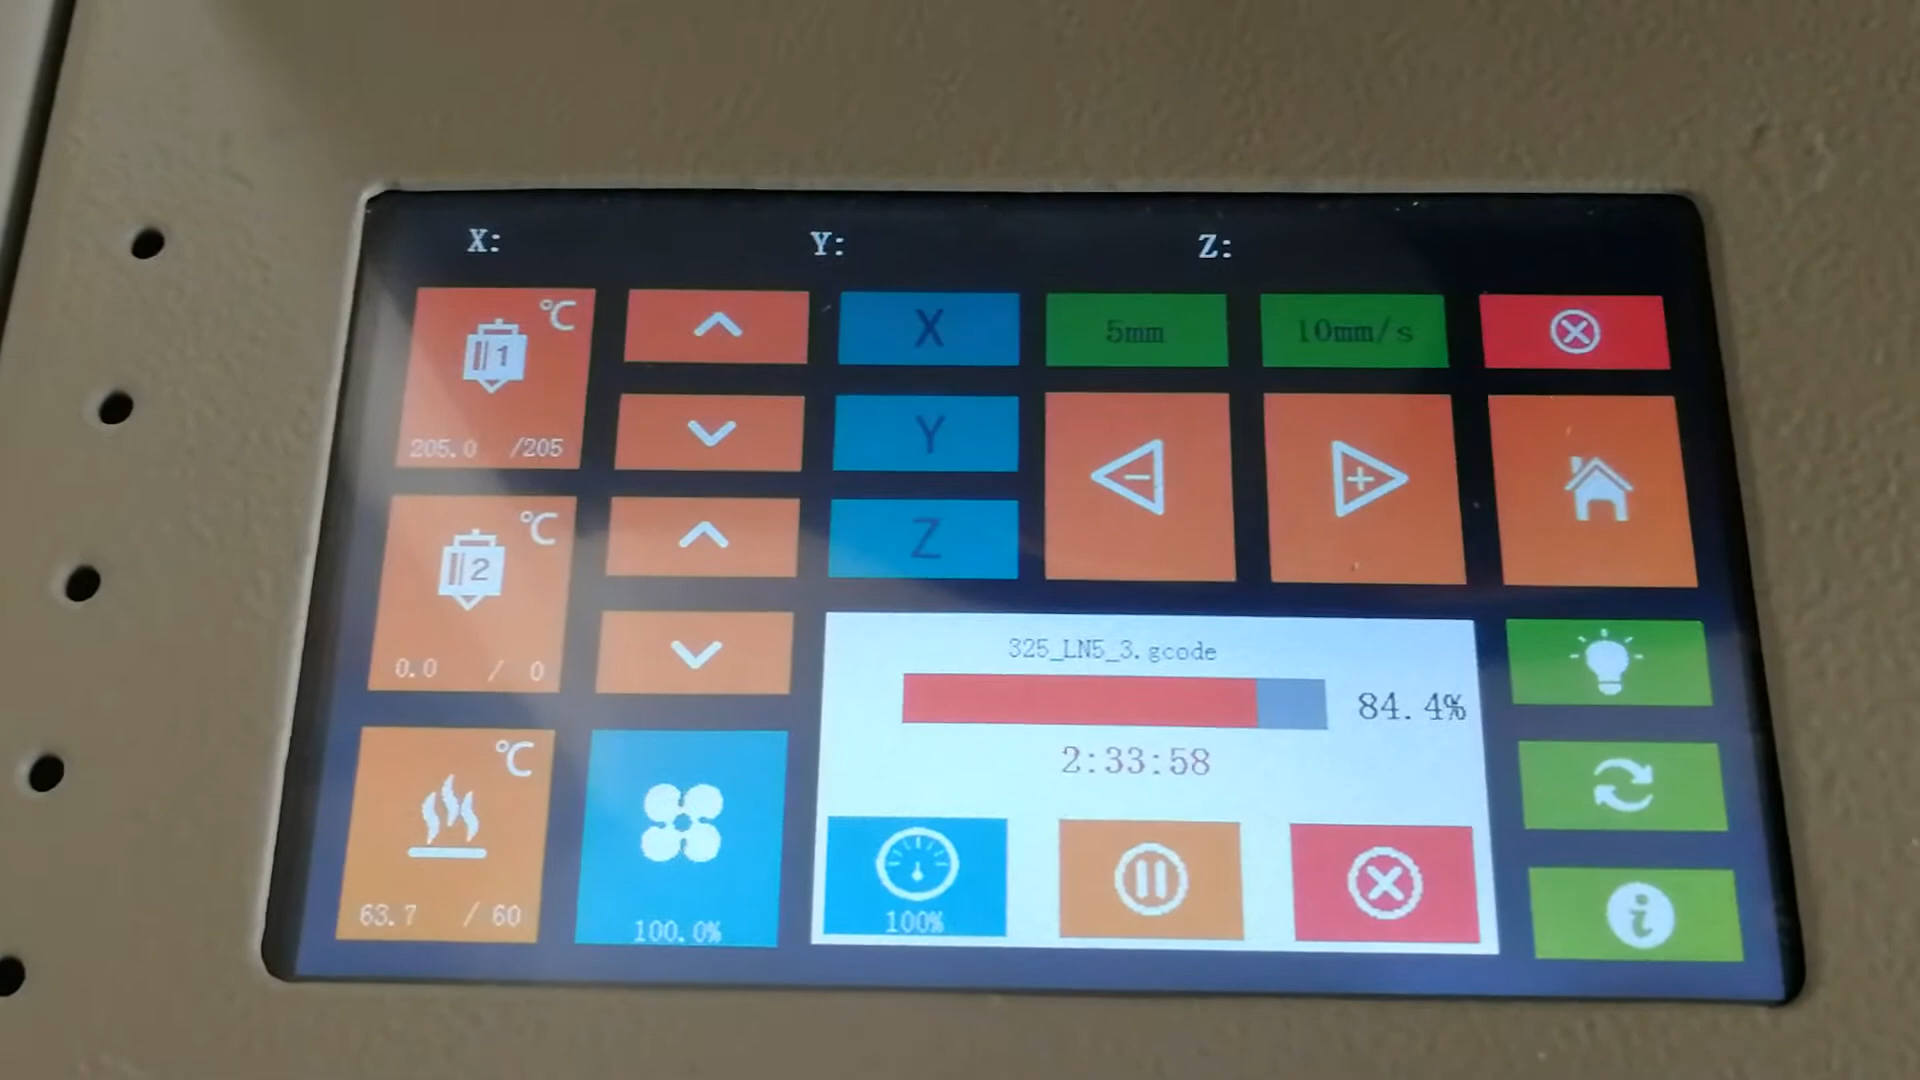 X: Y: Z:
℃
1
205.0 /205
X 5mm 10mm/s
Y
℃
2
0.0 / 0
Z
- +
325_LN5_3.gcode
84.4%
2:33:58
℃
63.7 / 60
100.0%
100%
i